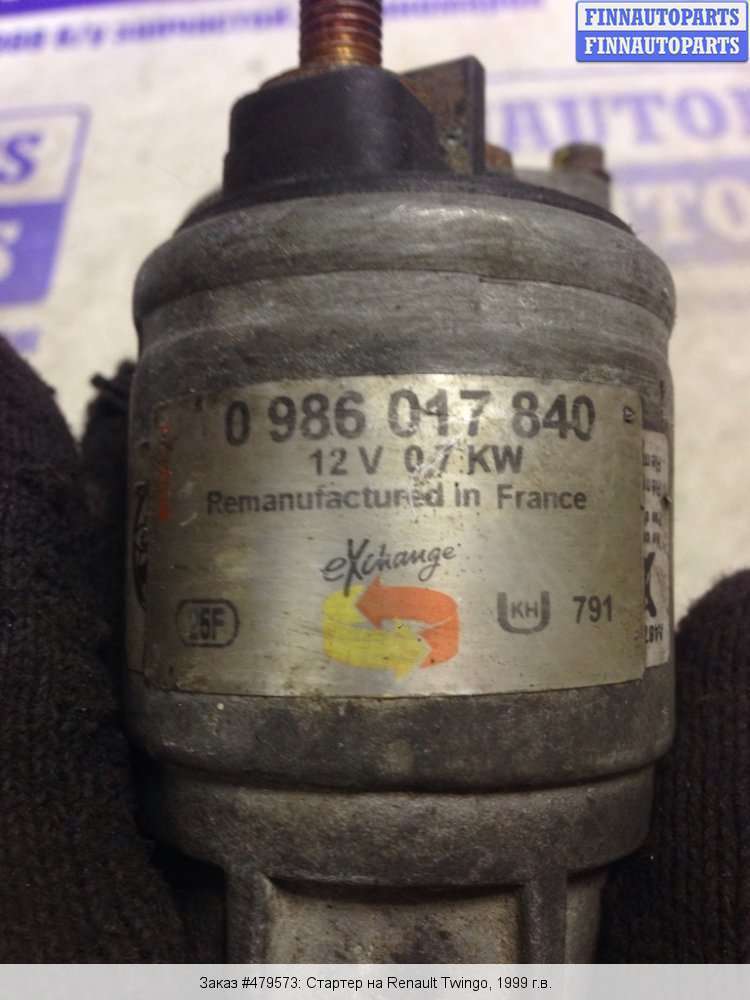 FINNAUTOPARTS
FINNAUTOPARTS
0 986 017 840
12 V 0,7 KW
Remanufactured in France
eXchange
26F
KH 791
Заказ #479573: Стартер на Renault Twingo, 1999 г.в.